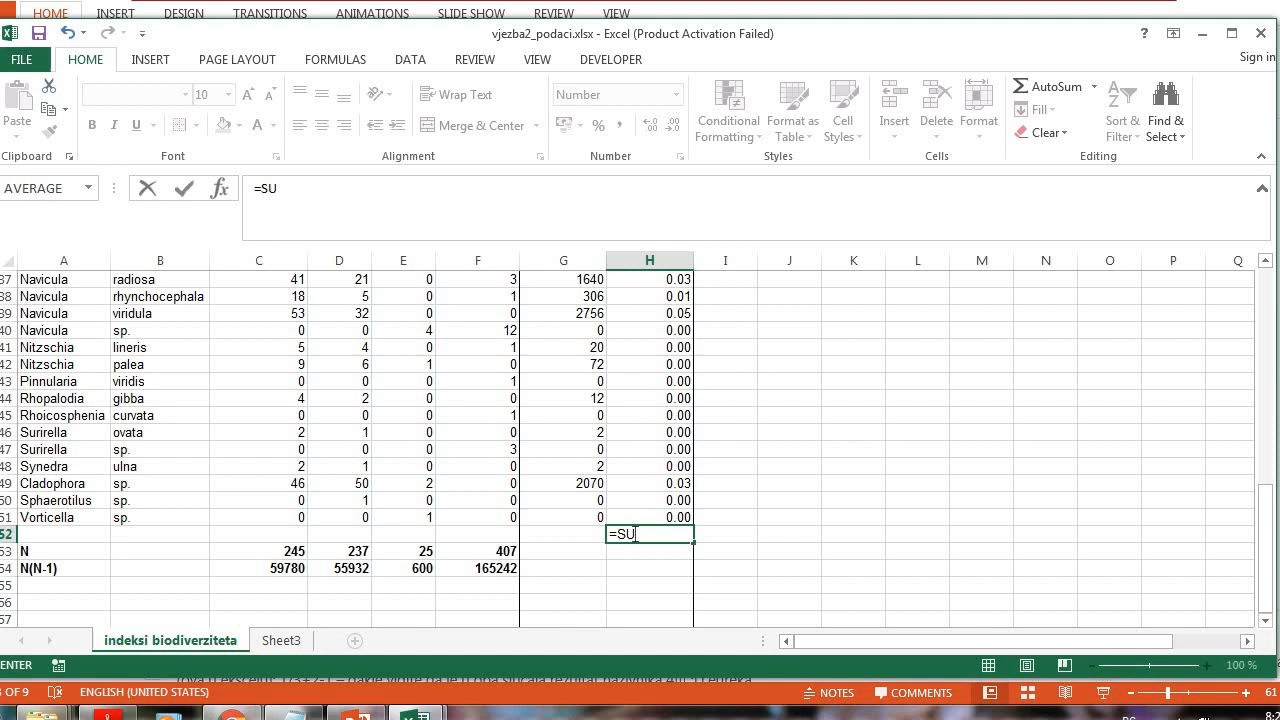 HOME INSERT DESIGN TRANSITIONS ANIMATIONS SLIDE SHOW REVIEW VIEW
vjezba2_podaci.xlsx - Excel (Product Activation Failed)
FILE HOME INSERT PAGE LAYOUT FORMULAS DATA REVIEW VIEW DEVELOPER Sign in
10 Wrap Text Number AutoSum
Paste Conditional Formatting Format as Table Cell Styles Insert Delete Format Fill Sort & Filter Find & Select
B I U Merge & Center Clear
Clipboard Font Alignment Number Styles Cells Editing
AVERAGE =SU
A B C D E F G H I J K L M N O P Q
37 Navicula radiosa 41 21 0 3 1640 0.03
38 Navicula rhynchocephala 18 5 0 1 306 0.01
39 Navicula viridula 53 32 0 0 2756 0.05
40 Navicula sp. 0 0 4 12 0 0.00
41 Nitzschia lineris 5 4 0 1 20 0.00
42 Nitzschia palea 9 6 1 0 72 0.00
43 Pinnularia viridis 0 0 0 1 0 0.00
44 Rhopalodia gibba 4 2 0 0 12 0.00
45 Rhoicosphenia curvata 0 0 0 1 0 0.00
46 Surirella ovata 2 1 0 0 2 0.00
47 Surirella sp. 0 0 0 3 0 0.00
48 Synedra ulna 2 1 0 0 2 0.00
49 Cladophora sp. 46 50 2 0 2070 0.03
50 Sphaerotilus sp. 0 1 0 0 0 0.00
51 Vorticella sp. 0 0 1 0 0 0.00
52 =SU
53 N 245 237 25 407
54 N(N-1) 59780 55932 600 165242
55
56
57
indeksi biodiverziteta Sheet3
ENTER 100 %
OF 9 ENGLISH (UNITED STATES) NOTES COMMENTS 61